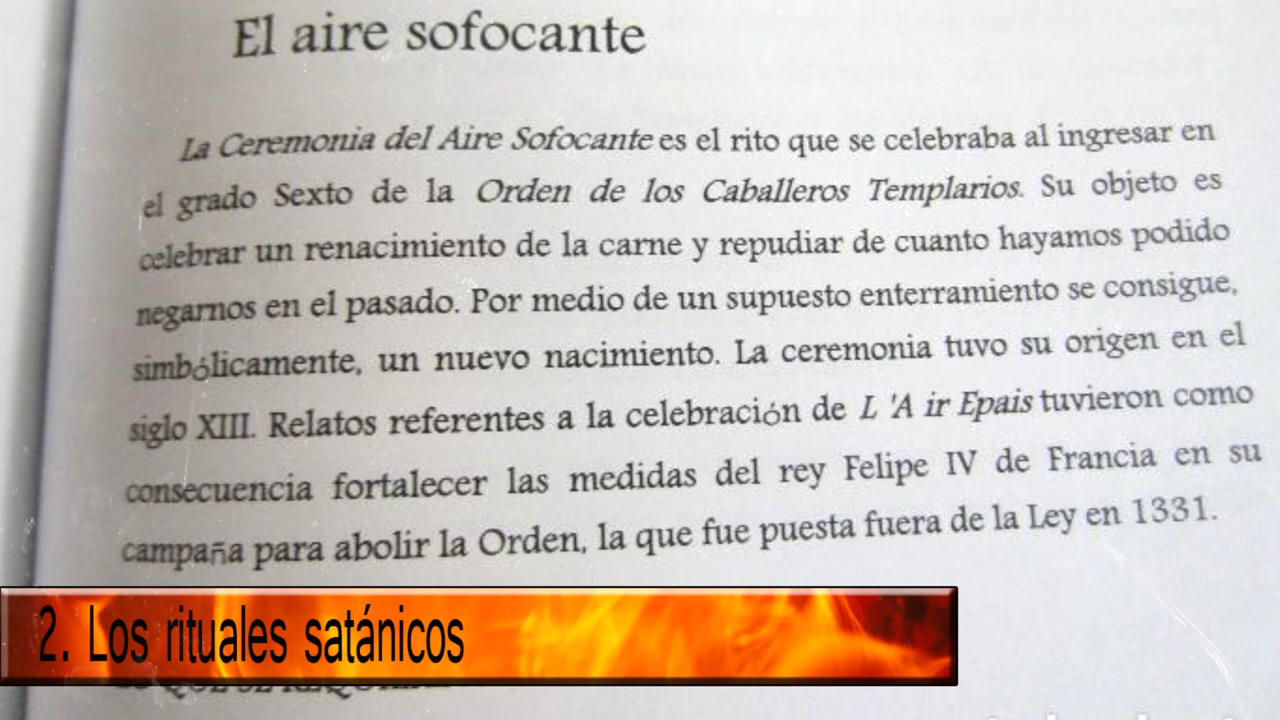 El aire sofocante
La Ceremonia del Aire Sofocante es el rito que se celebraba al ingresar en
el grado Sexto de la Orden de los Caballeros Templarios. Su objeto es
celebrar un renacimiento de la carne y repudiar de cuanto hayamos podido
negarnos en el pasado. Por medio de un supuesto enterramiento se consigue,
simbólicamente, un nuevo nacimiento. La ceremonia tuvo su origen en el
siglo XIII. Relatos referentes a la celebración de L 'A ir Epais tuvieron como
consecuencia fortalecer las medidas del rey Felipe IV de Francia en su
campaña para abolir la Orden, la que fue puesta fuera de la Ley en 1331.
2. Los rituales satánicos